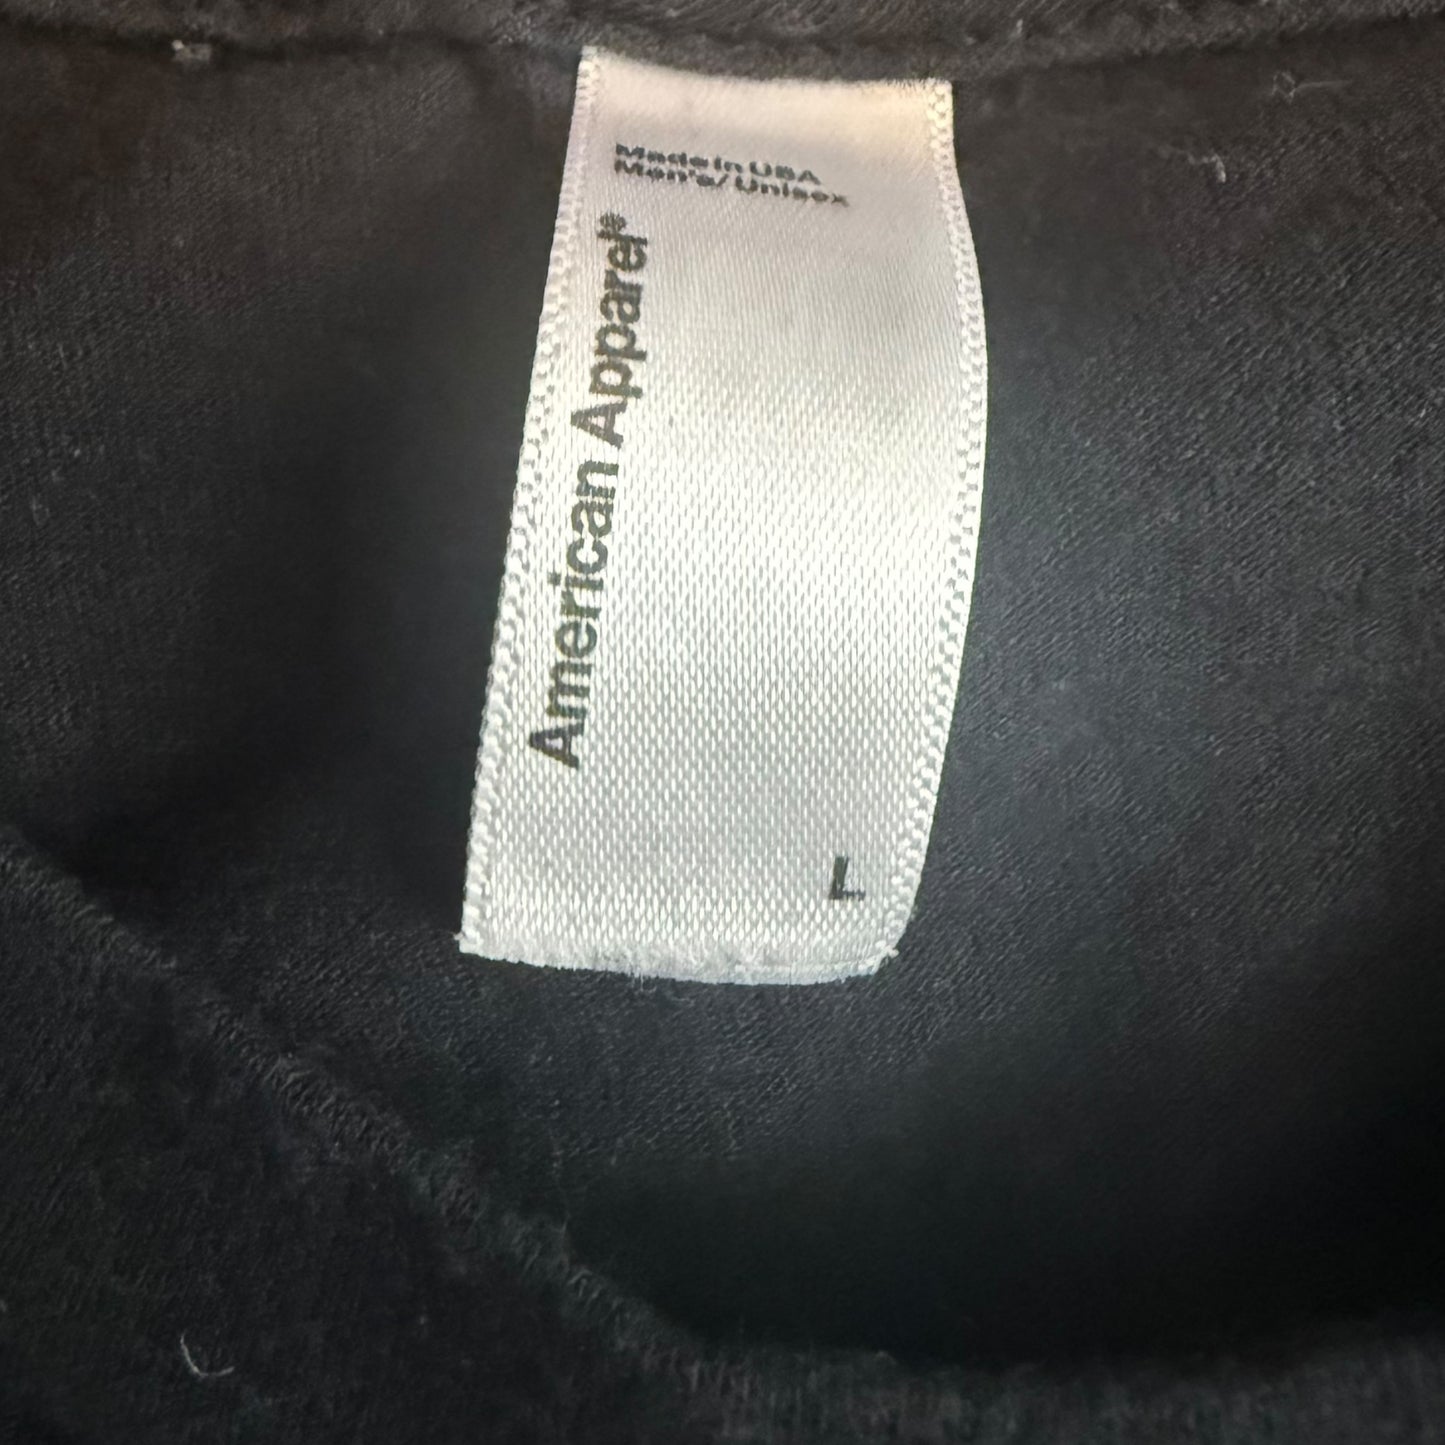 Made in USA
Men's/Unisex
American Apparel®
L